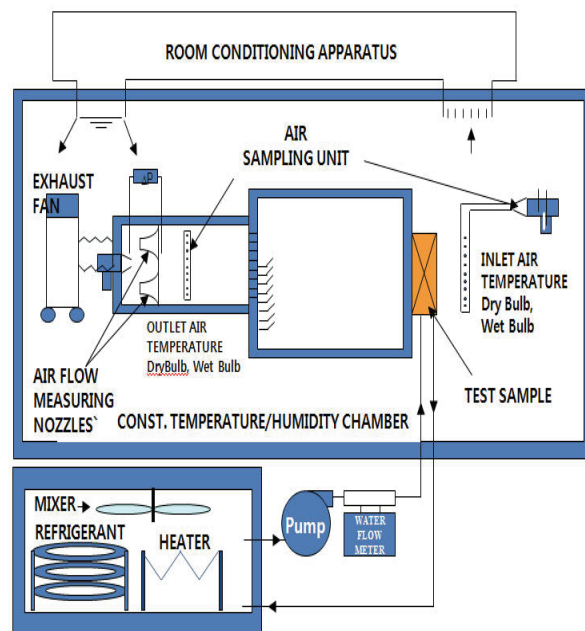 ROOM CONDITIONING APPARATUS
AIR
SAMPLING UNIT
Δp
EXHAUST
FAN
INLET AIR
TEMPERATURE
Dry Bulb,
Wet Bulb
OUTLET AIR
TEMPERATURE
DryBulb, Wet Bulb
AIR FLOW
MEASURING
NOZZLES`
TEST SAMPLE
CONST. TEMPERATURE/HUMIDITY CHAMBER
MIXER
REFRIGERANT
HEATER
Pump
WATER
FLOW
METER